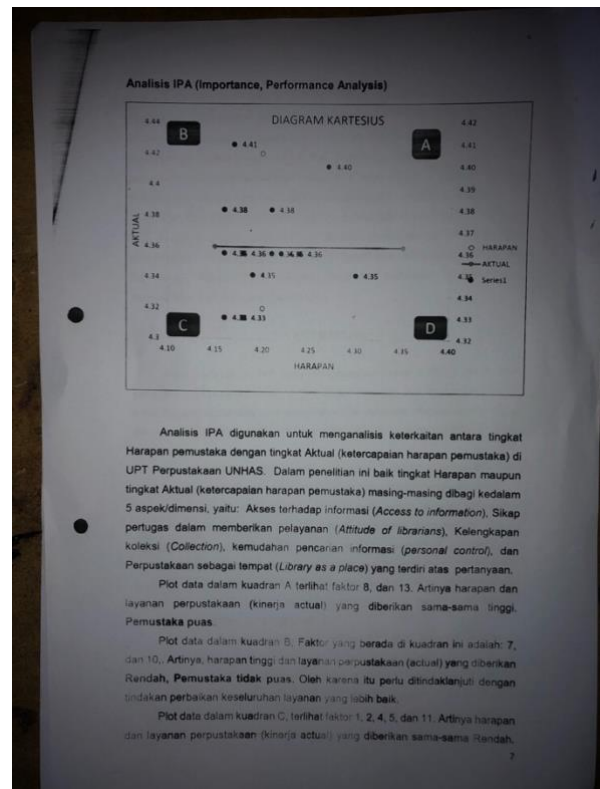 Analisis IPA (Importance, Performance Analysis)
DIAGRAM KARTESIUS
4.44
4.42
4.4
4.38
4.36
4.34
4.32
4.3
AKTUAL
B
A
C
D
4.41
4.40
4.38
4.38
4.36
4.36
4.35
4.35
4.33
4.42
4.41
4.40
4.39
4.38
4.37
4.36
4.34
4.33
4.32
HARAPAN
AKTUAL
Series1
4.10 4.15 4.20 4.25 4.30 4.35 4.40
HARAPAN
Analisis IPA digunakan untuk menganalisis keterkaitan antara tingkat
Harapan pemustaka dengan tingkat Aktual (ketercapaian harapan pemustaka) di
UPT Perpustakaan UNHAS. Dalam penelitian ini baik tingkat Harapan maupun
tingkat Aktual (ketercapaian harapan pemustaka) masing-masing dibagi kedalam
5 aspek/dimensi, yaitu: Akses terhadap informasi (Access to information), Sikap
pertugas dalam memberikan pelayanan (Attitude of librarians), Kelengkapan
koleksi (Collection), kemudahan pencarian informasi (personal control), dan
Perpustakaan sebagai tempat (Library as a place) yang terdiri atas pertanyaan.
Plot data dalam kuadran A terlihat faktor 8, dan 13. Artinya harapan dan
layanan perpustakaan (kinerja actual) yang diberikan sama-sama tinggi.
Pemustaka puas.
Plot data dalam kuadran B, Faktor yang berada di kuadran ini adalah: 7,
dan 10,. Artinya, harapan tinggi dan layanan perpustakaan (actual) yang diberikan
Rendah, Pemustaka tidak puas. Oleh karena itu perlu ditindaklanjuti dengan
tindakan perbaikan keseluruhan layanan yang lebih baik.
Plot data dalam kuadran C, terlihat faktor 1, 2, 4, 5, dan 11. Artinya harapan
dan layanan perpustakaan (kinerja actual) yang diberikan sama-sama Rendah.
7